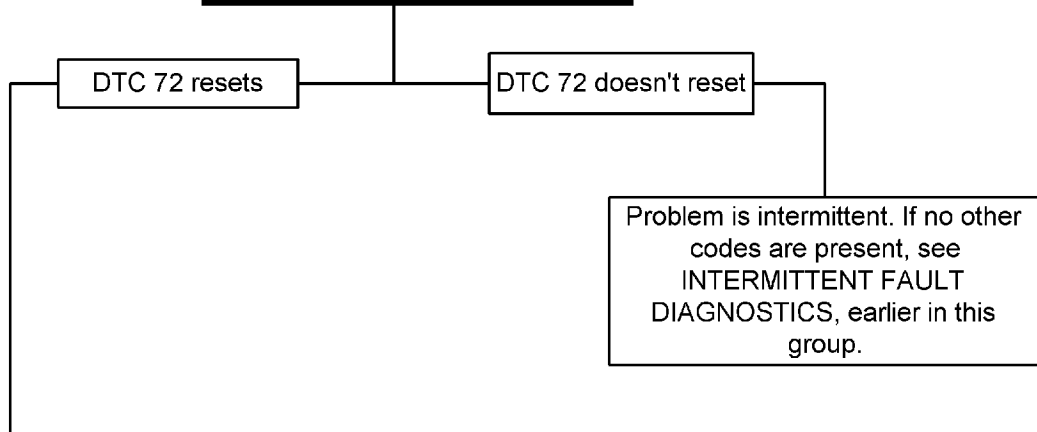 DTC 72 resets
DTC 72 doesn't reset
Problem is intermittent. If no other
codes are present, see
INTERMITTENT FAULT
DIAGNOSTICS, earlier in this
group.